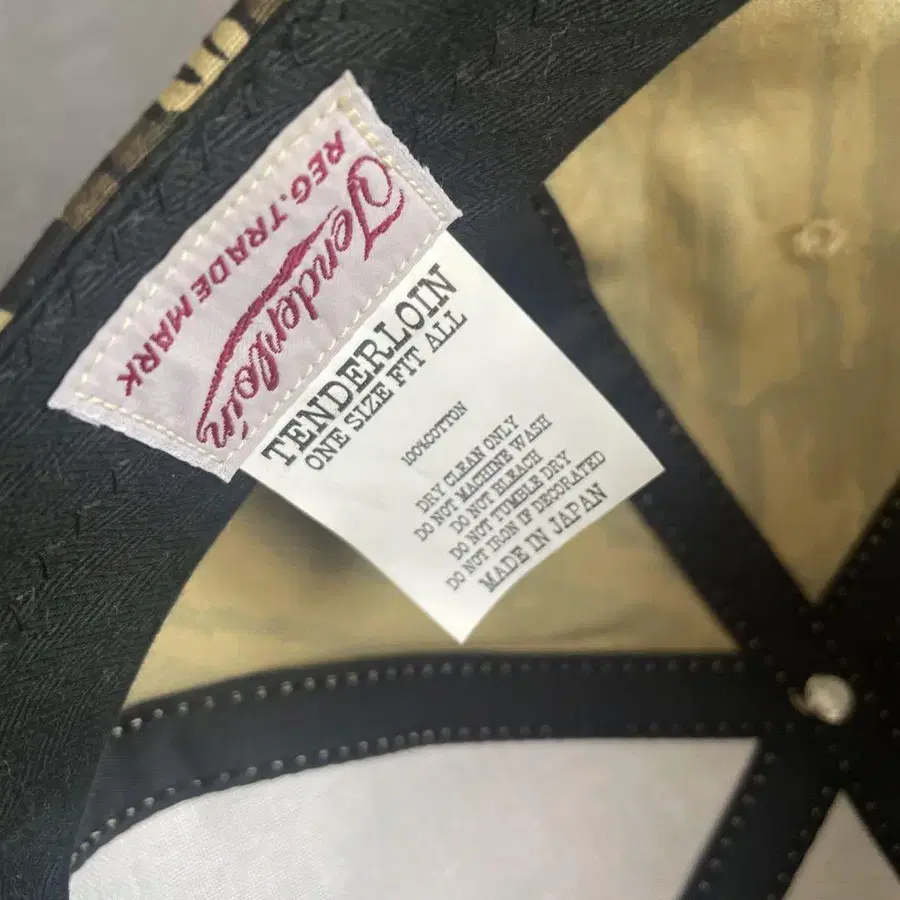 Tenderloin
REG. TRADE MARK
TENDERLOIN
ONE SIZE FIT ALL
100%COTTON
DRY CLEAN ONLY
DO NOT MACHINE WASH
DO NOT BLEACH
DO NOT TUMBLE DRY
DO NOT IRON IF DECORATED
MADE IN JAPAN